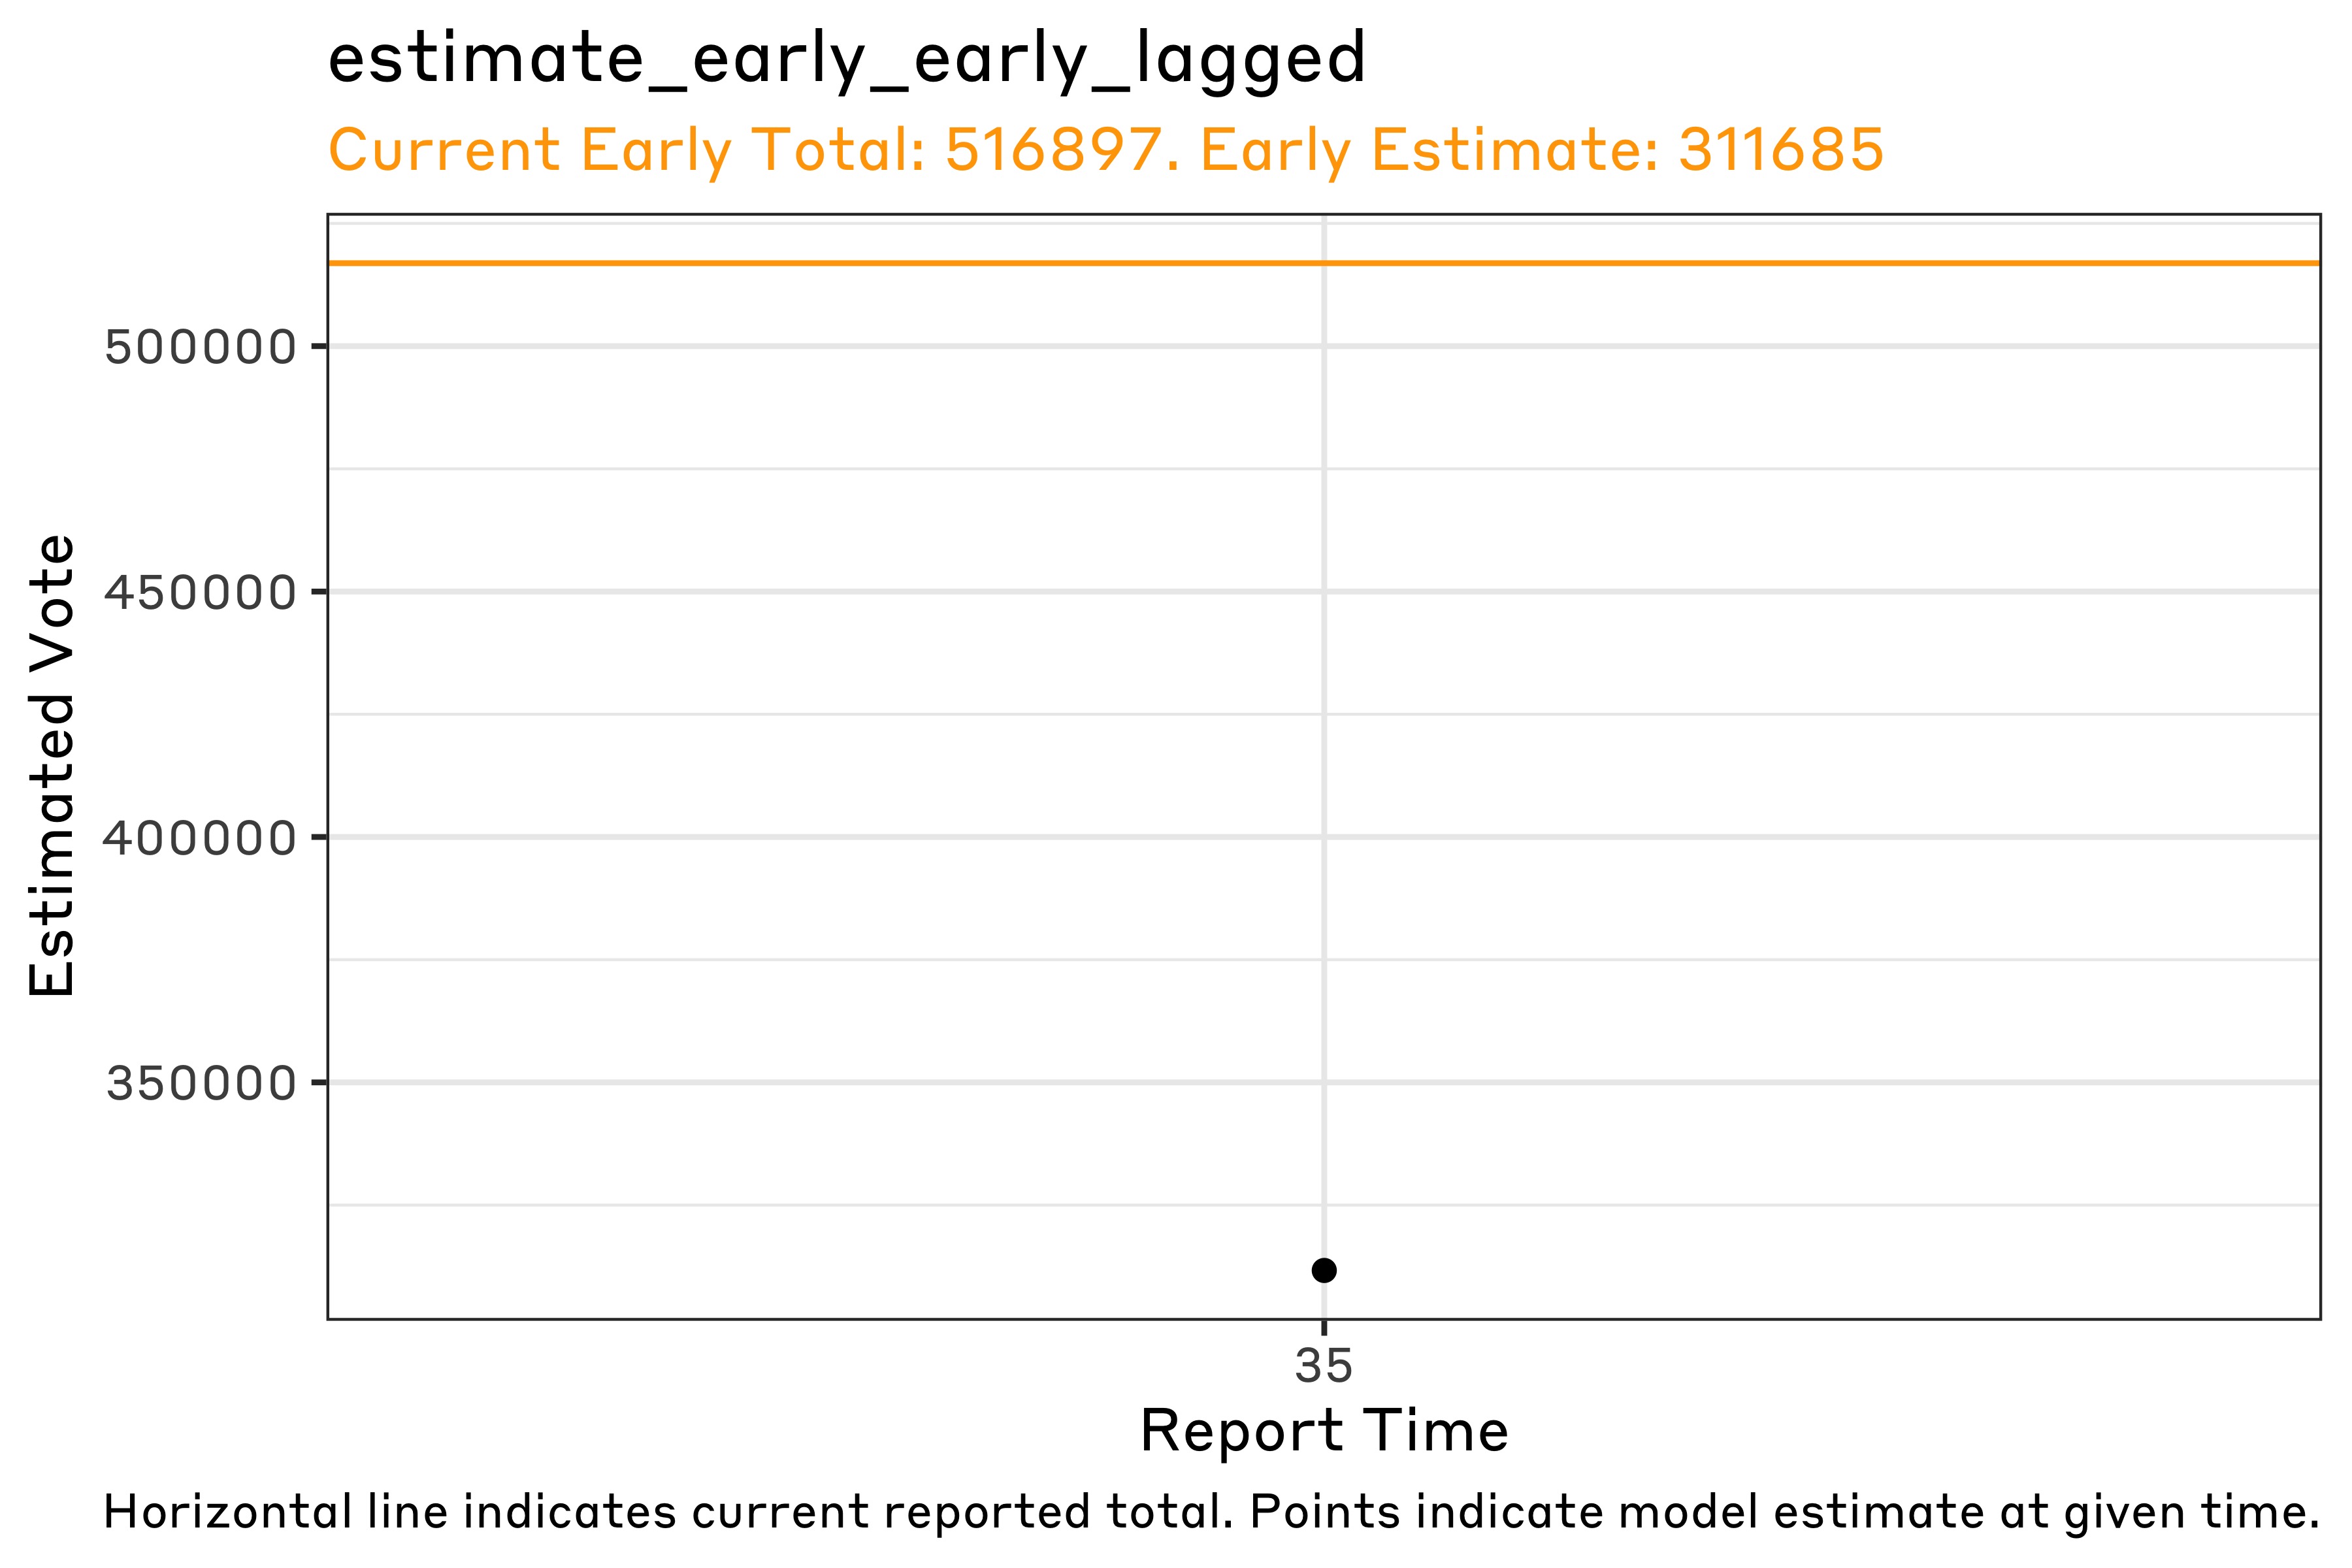 estimate_early_early_lagged
Current Early Total: 516897. Early Estimate: 311685
Estimated Vote
500000
450000
400000
350000
35
Report Time
Horizontal line indicates current reported total. Points indicate model estimate at given time.